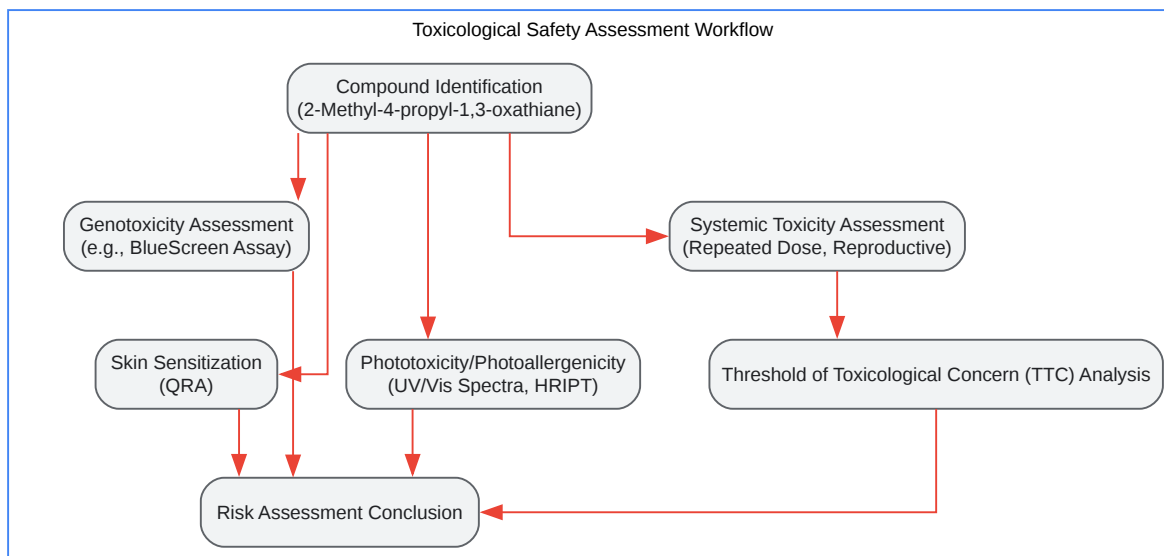 Toxicological Safety Assessment Workflow
Compound Identification
(2-Methyl-4-propyl-1,3-oxathiane)
Genotoxicity Assessment
(e.g., BlueScreen Assay)
Systemic Toxicity Assessment
(Repeated Dose, Reproductive)
Skin Sensitization
(QRA)
Phototoxicity/Photoallergenicity
(UV/Vis Spectra, HRIPT)
Threshold of Toxicological Concern (TTC) Analysis
Risk Assessment Conclusion